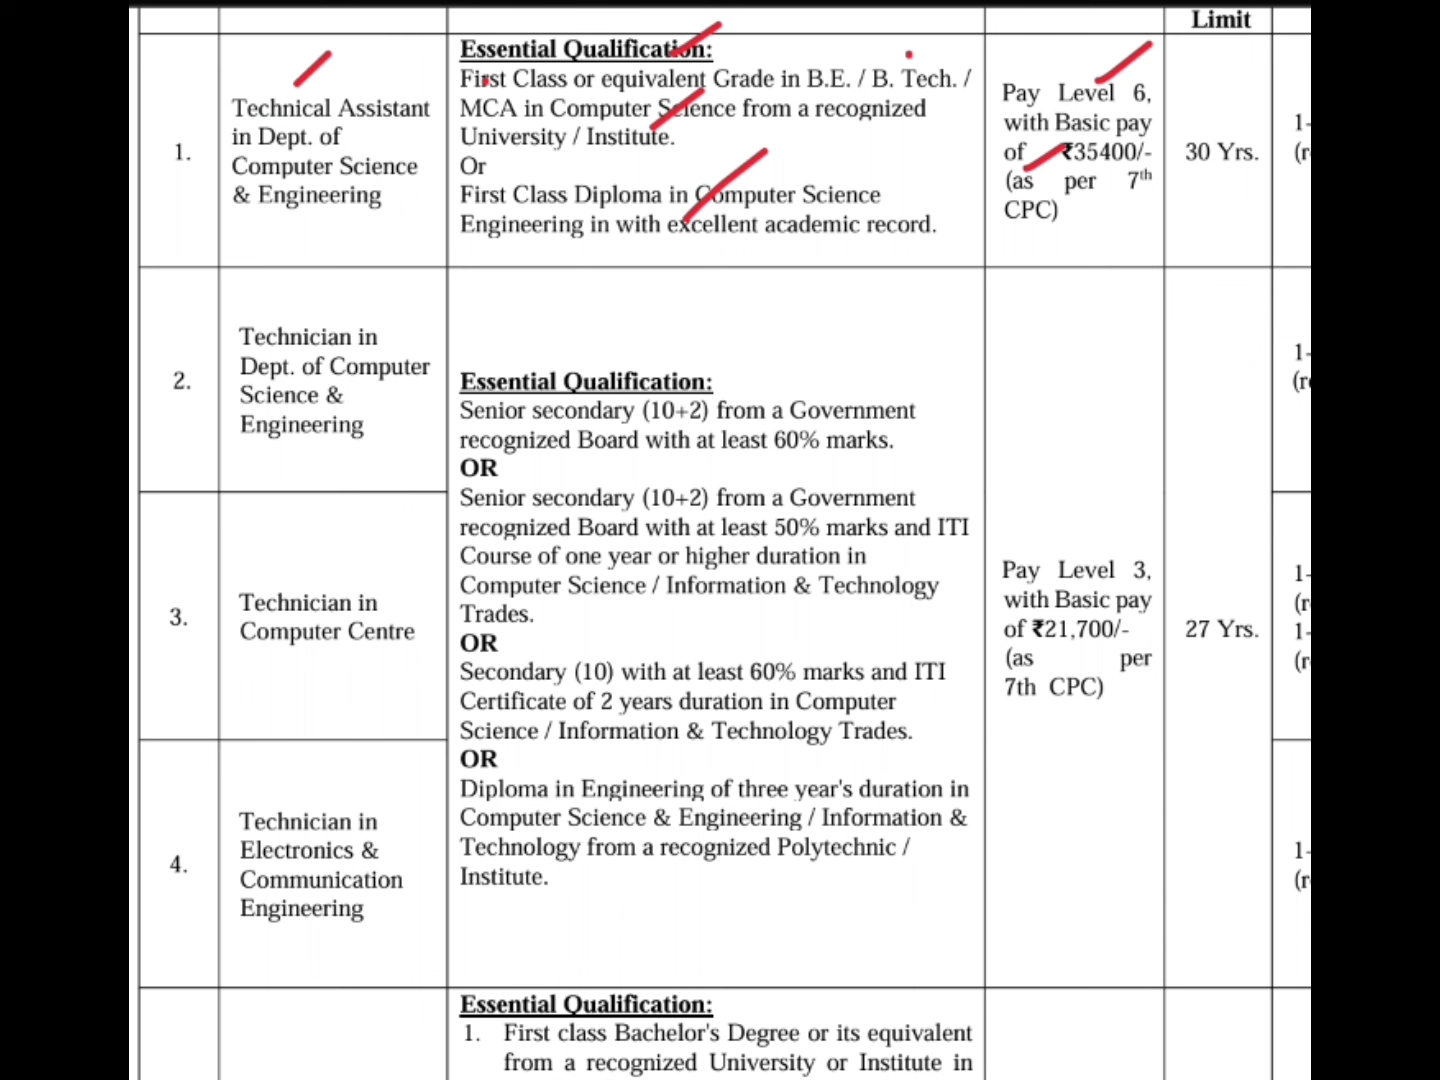 Limit
1.
Technical Assistant
in Dept. of
Computer Science
& Engineering
Essential Qualification:
First Class or equivalent Grade in B.E. / B. Tech. /
MCA in Computer Science from a recognized
University / Institute.
Or
First Class Diploma in Computer Science
Engineering in with excellent academic record.
Pay Level 6,
with Basic pay
of ₹35400/-
(as per 7th
CPC)
30 Yrs.
1-
(r
2.
Technician in
Dept. of Computer
Science &
Engineering
Essential Qualification:
Senior secondary (10+2) from a Government
recognized Board with at least 60% marks.
OR
Senior secondary (10+2) from a Government
recognized Board with at least 50% marks and ITI
Course of one year or higher duration in
Computer Science / Information & Technology
Trades.
OR
Secondary (10) with at least 60% marks and ITI
Certificate of 2 years duration in Computer
Science / Information & Technology Trades.
OR
Diploma in Engineering of three year's duration in
Computer Science & Engineering / Information &
Technology from a recognized Polytechnic /
Institute.
Pay Level 3,
with Basic pay
of ₹21,700/-
(as per
7th CPC)
27 Yrs.
1-
(r
3.
Technician in
Computer Centre
1-
(r
1-
(r
4.
Technician in
Electronics &
Communication
Engineering
1-
(r
Essential Qualification:
1. First class Bachelor's Degree or its equivalent
from a recognized University or Institute in